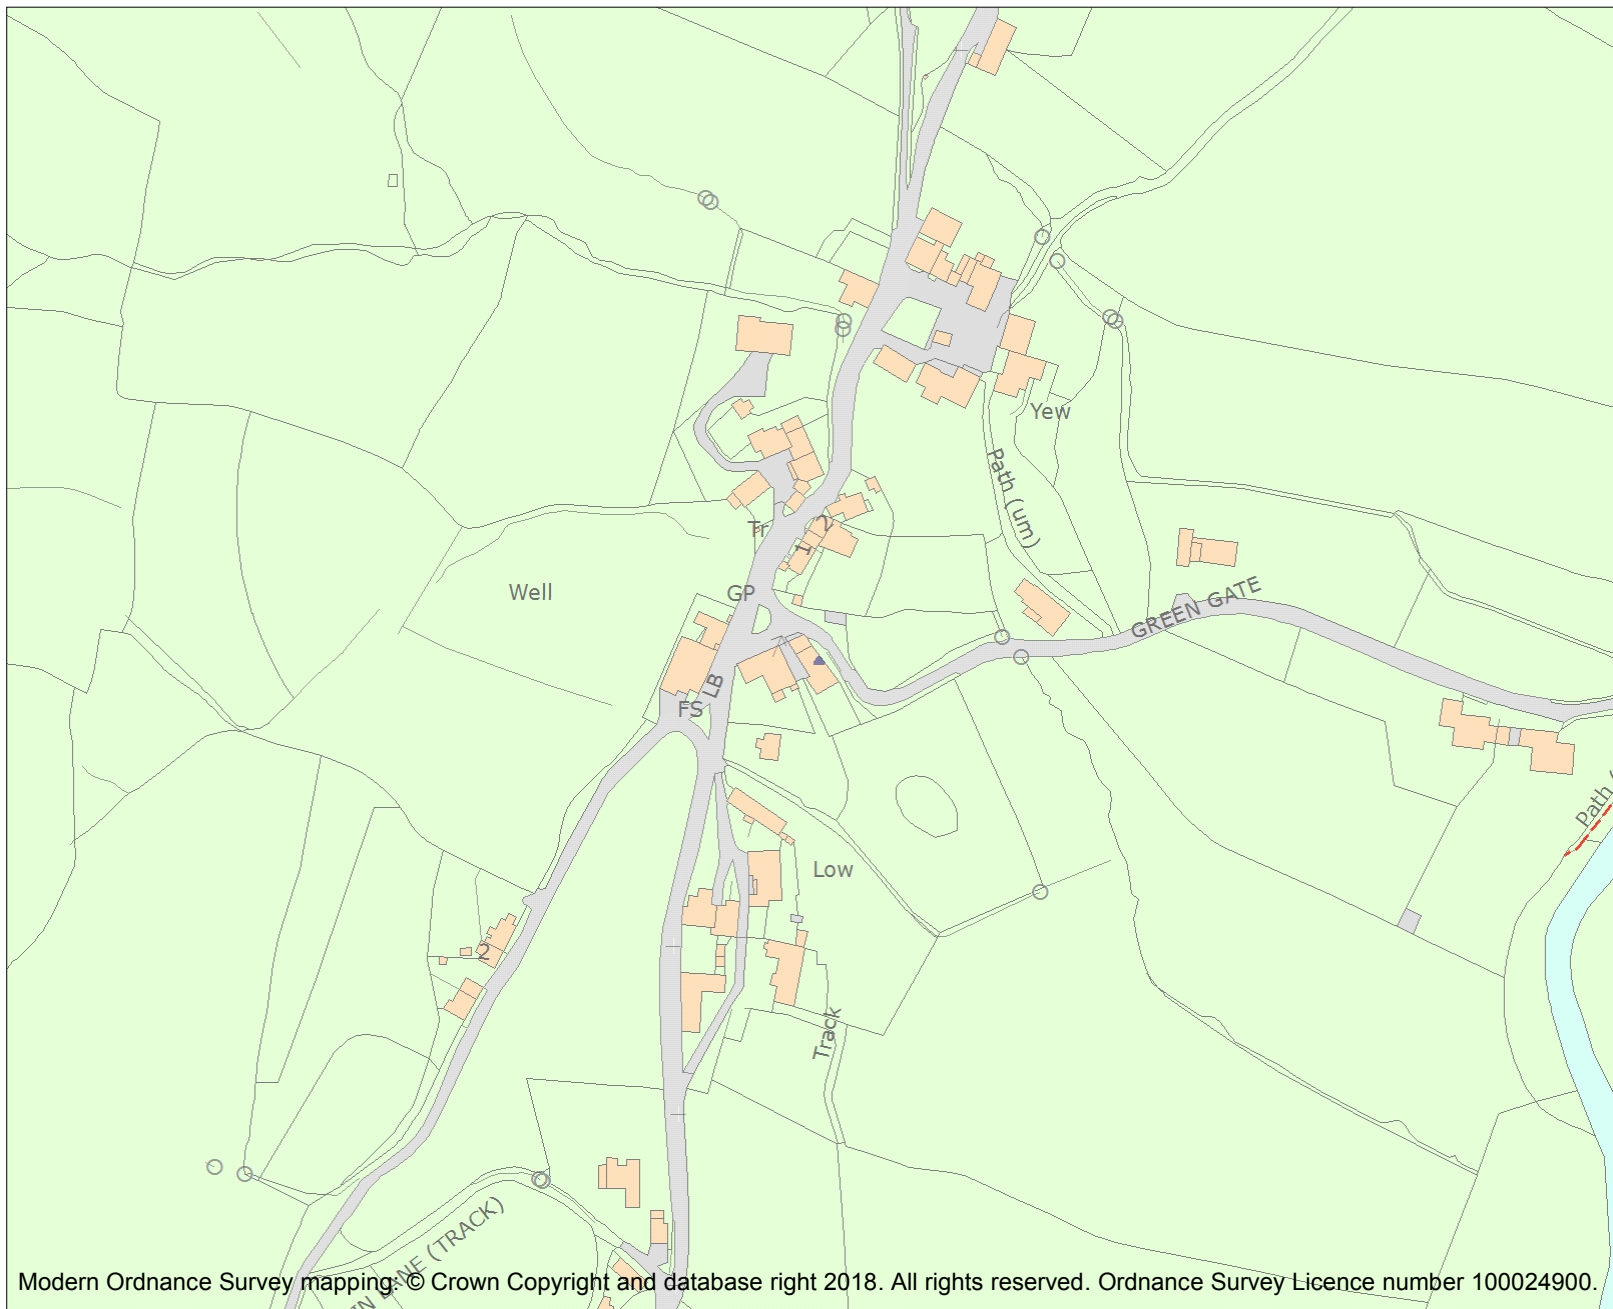 Yew
Path (um)
2
Tr
1
Well
GP
GREEN GATE
LB
FS
Path
Low
2
Track
LANE (TRACK)
Modern Ordnance Survey mapping: © Crown Copyright and database right 2018. All rights reserved. Ordnance Survey Licence number 100024900.